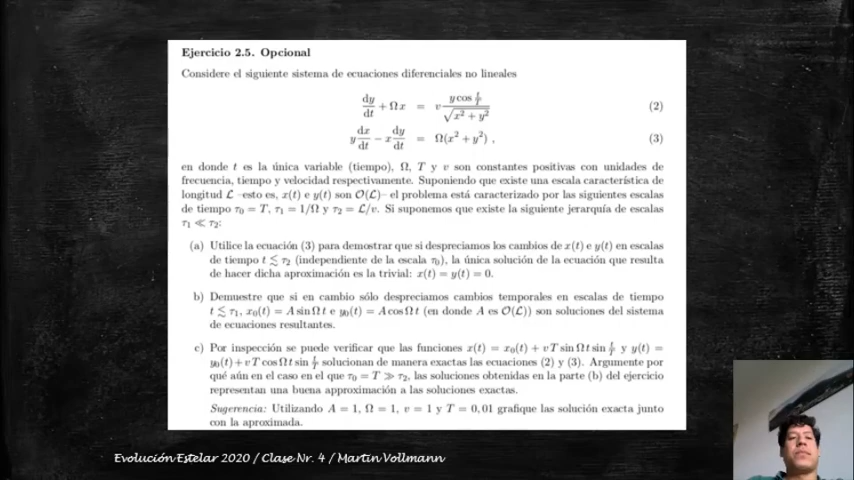 Ejercicio 2.5. Opcional
Considere el siguiente sistema de ecuaciones diferenciales no lineales
dy/dt + Ω x = v y cos t/T / √(x² + y²) (2)
y dx/dt − x dy/dt = Ω(x² + y²) , (3)
en donde t es la única variable (tiempo), Ω, T y v son constantes positivas con unidades de
frecuencia, tiempo y velocidad respectivamente. Suponiendo que existe una escala característica de
longitud ℒ –esto es, x(t) e y(t) son 𝒪(ℒ)– el problema está caracterizado por las siguientes escalas
de tiempo τ₀ = T, τ₁ = 1/Ω y τ₂ = ℒ/v. Si suponemos que existe la siguiente jerarquía de escalas
τ₁ ≪ τ₂:
(a) Utilice la ecuación (3) para demostrar que si despreciamos los cambios de x(t) e y(t) en escalas
de tiempo t ≲ τ₂ (independiente de la escala τ₀), la única solución de la ecuación que resulta
de hacer dicha aproximación es la trivial: x(t) = y(t) = 0.
b) Demuestre que si en cambio sólo despreciamos cambios temporales en escalas de tiempo
t ≲ τ₁, x₀(t) = A sin Ω t e y₀(t) = A cos Ω t (en donde A es 𝒪(ℒ)) son soluciones del sistema
de ecuaciones resultantes.
c) Por inspección se puede verificar que las funciones x(t) = x₀(t) + vT sin Ωt sin t/T y y(t) =
y₀(t) + vT cos Ωt sin t/T solucionan de manera exactas las ecuaciones (2) y (3). Argumente por
qué aún en el caso en el que τ₀ = T ≫ τ₂, las soluciones obtenidas en la parte (b) del ejercicio
representan una buena aproximación a las soluciones exactas.
Sugerencia: Utilizando A = 1, Ω = 1, v = 1 y T = 0,01 grafique las solución exacta junto
con la aproximada.
Evolución Estelar 2020 / Clase Nr. 4 / Martin Vollmann